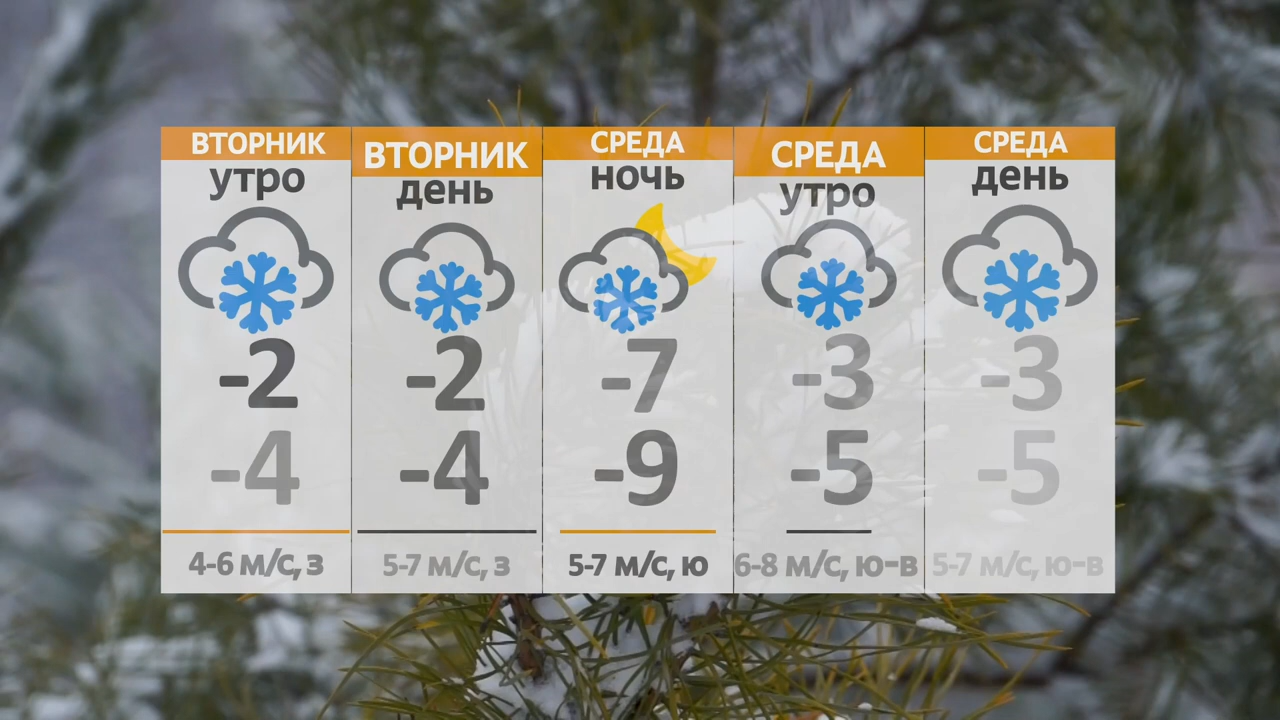 ВТОРНИК
утро
-2
-4
4-6 м/с, з
ВТОРНИК
день
-2
-4
5-7 м/с, з
СРЕДА
ночь
-7
-9
5-7 м/с, ю
СРЕДА
утро
-3
-5
6-8 м/с, ю-в
СРЕДА
день
-3
-5
5-7 м/с, ю-в